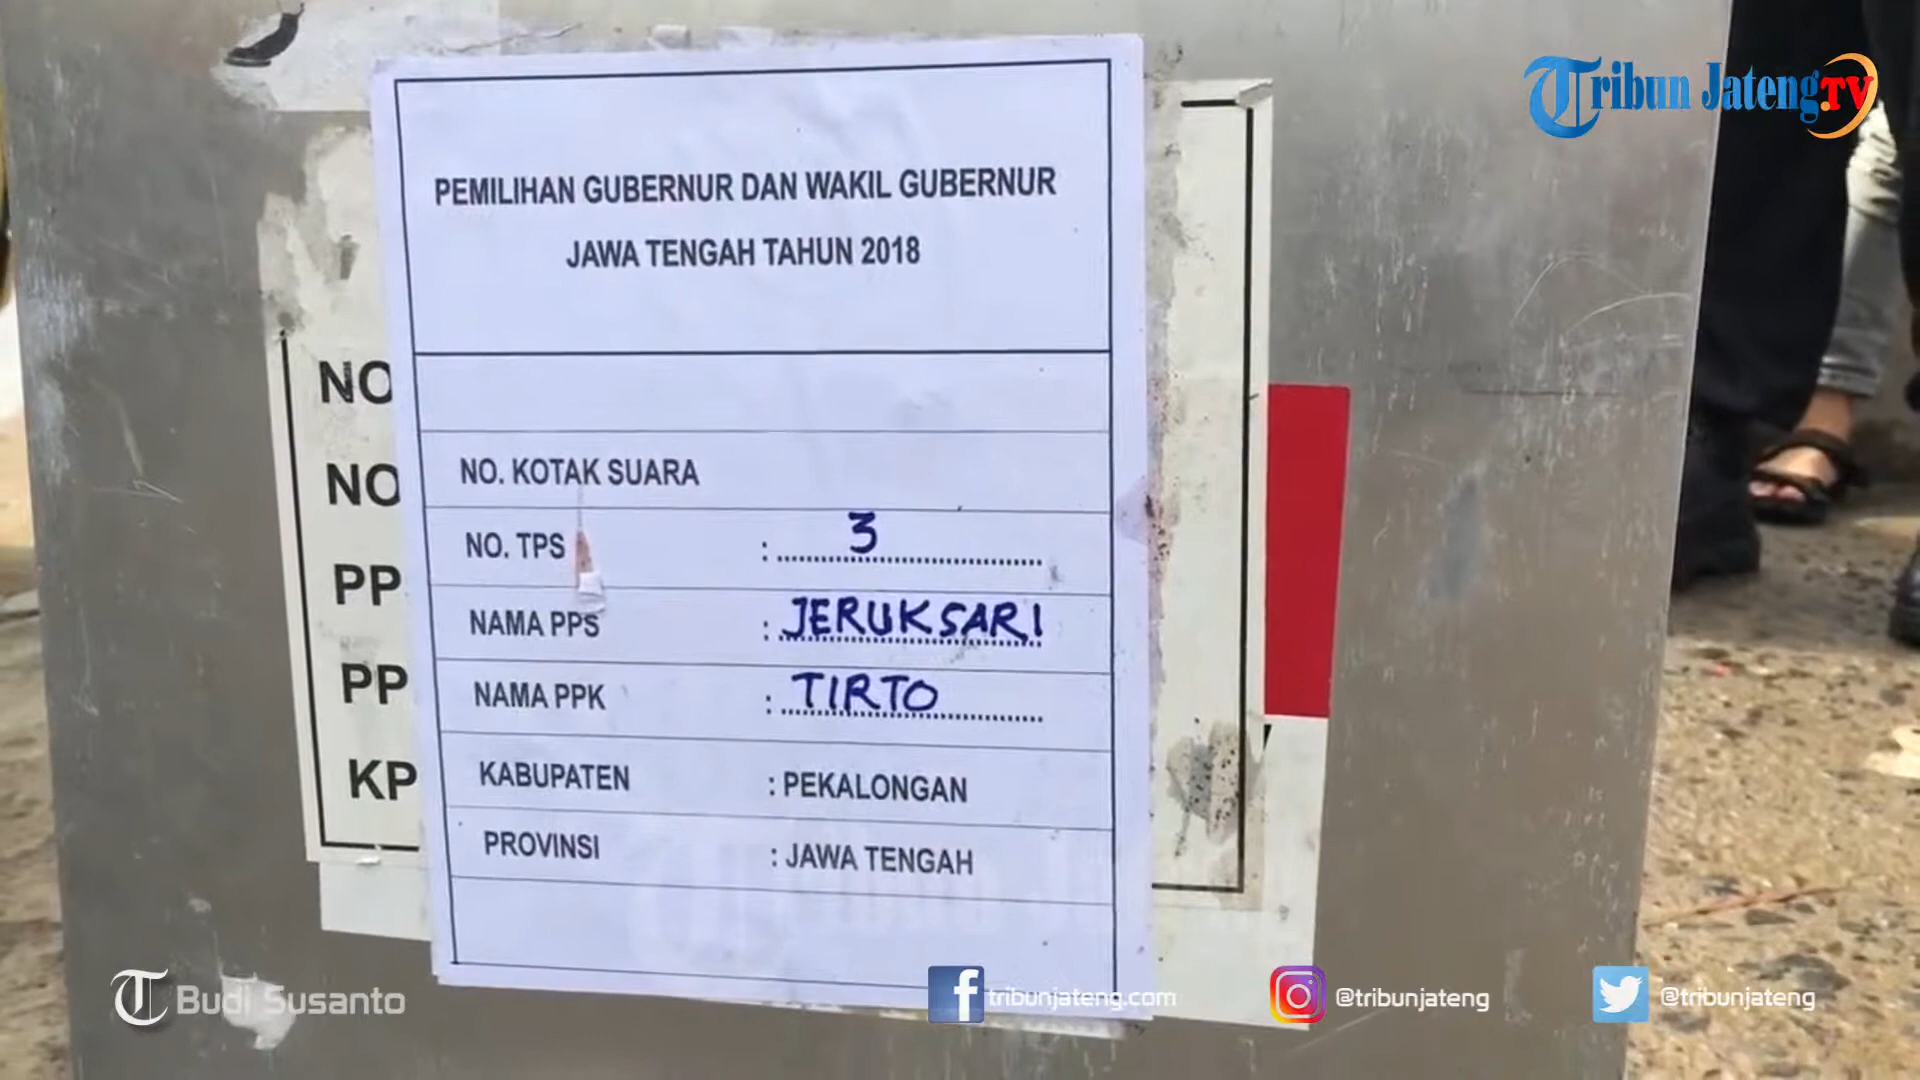 Tribun Jateng.TV
PEMILIHAN GUBERNUR DAN WAKIL GUBERNUR
JAWA TENGAH TAHUN 2018
NO
NO
PP
PP
KP
NO. KOTAK SUARA
NO. TPS : 3
NAMA PPS : JERUKSARI
NAMA PPK : TIRTO
KABUPATEN : PEKALONGAN
PROVINSI : JAWA TENGAH
T Budi Susanto
f tribunjateng.com
@tribunjateng
@tribunjateng